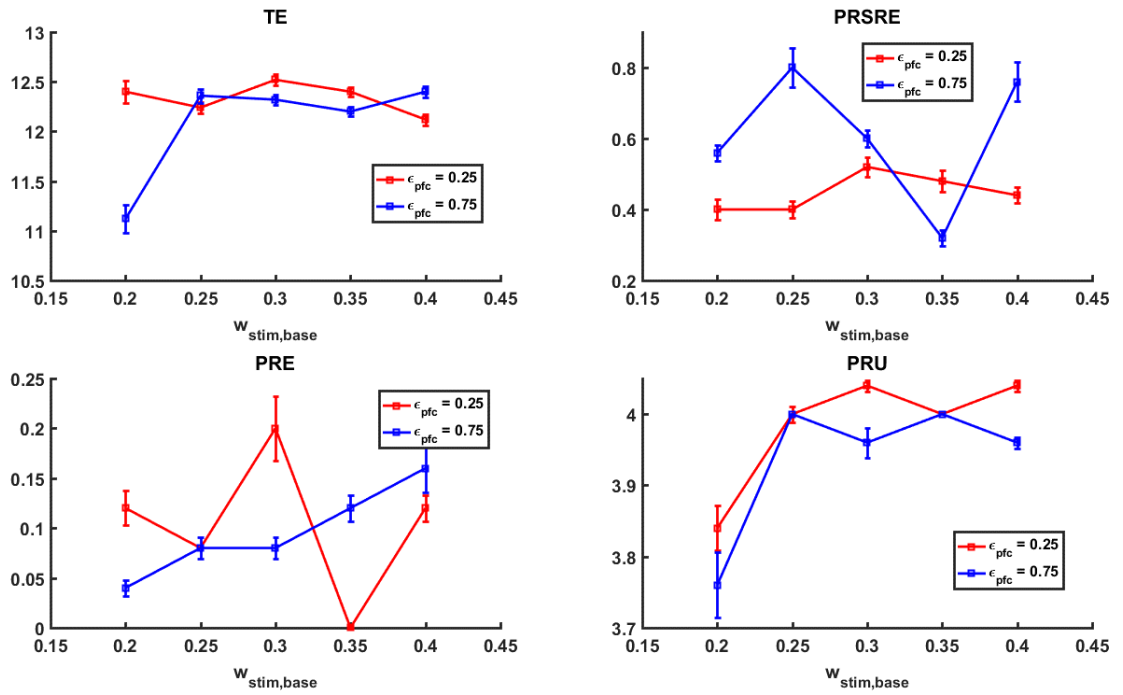 TE
13
12.5
12
11.5
11
10.5
0.15 0.2 0.25 0.3 0.35 0.4 0.45
w_stim,base
ϵ_pfc = 0.25
ϵ_pfc = 0.75
PRSRE
0.8
0.6
0.4
0.2
0.15 0.2 0.25 0.3 0.35 0.4 0.45
w_stim,base
ϵ_pfc = 0.25
ϵ_pfc = 0.75
PRE
0.25
0.2
0.15
0.1
0.05
0
0.15 0.2 0.25 0.3 0.35 0.4 0.45
w_stim,base
ϵ_pfc = 0.25
ϵ_pfc = 0.75
PRU
4
3.9
3.8
3.7
0.15 0.2 0.25 0.3 0.35 0.4 0.45
w_stim,base
ϵ_pfc = 0.25
ϵ_pfc = 0.75